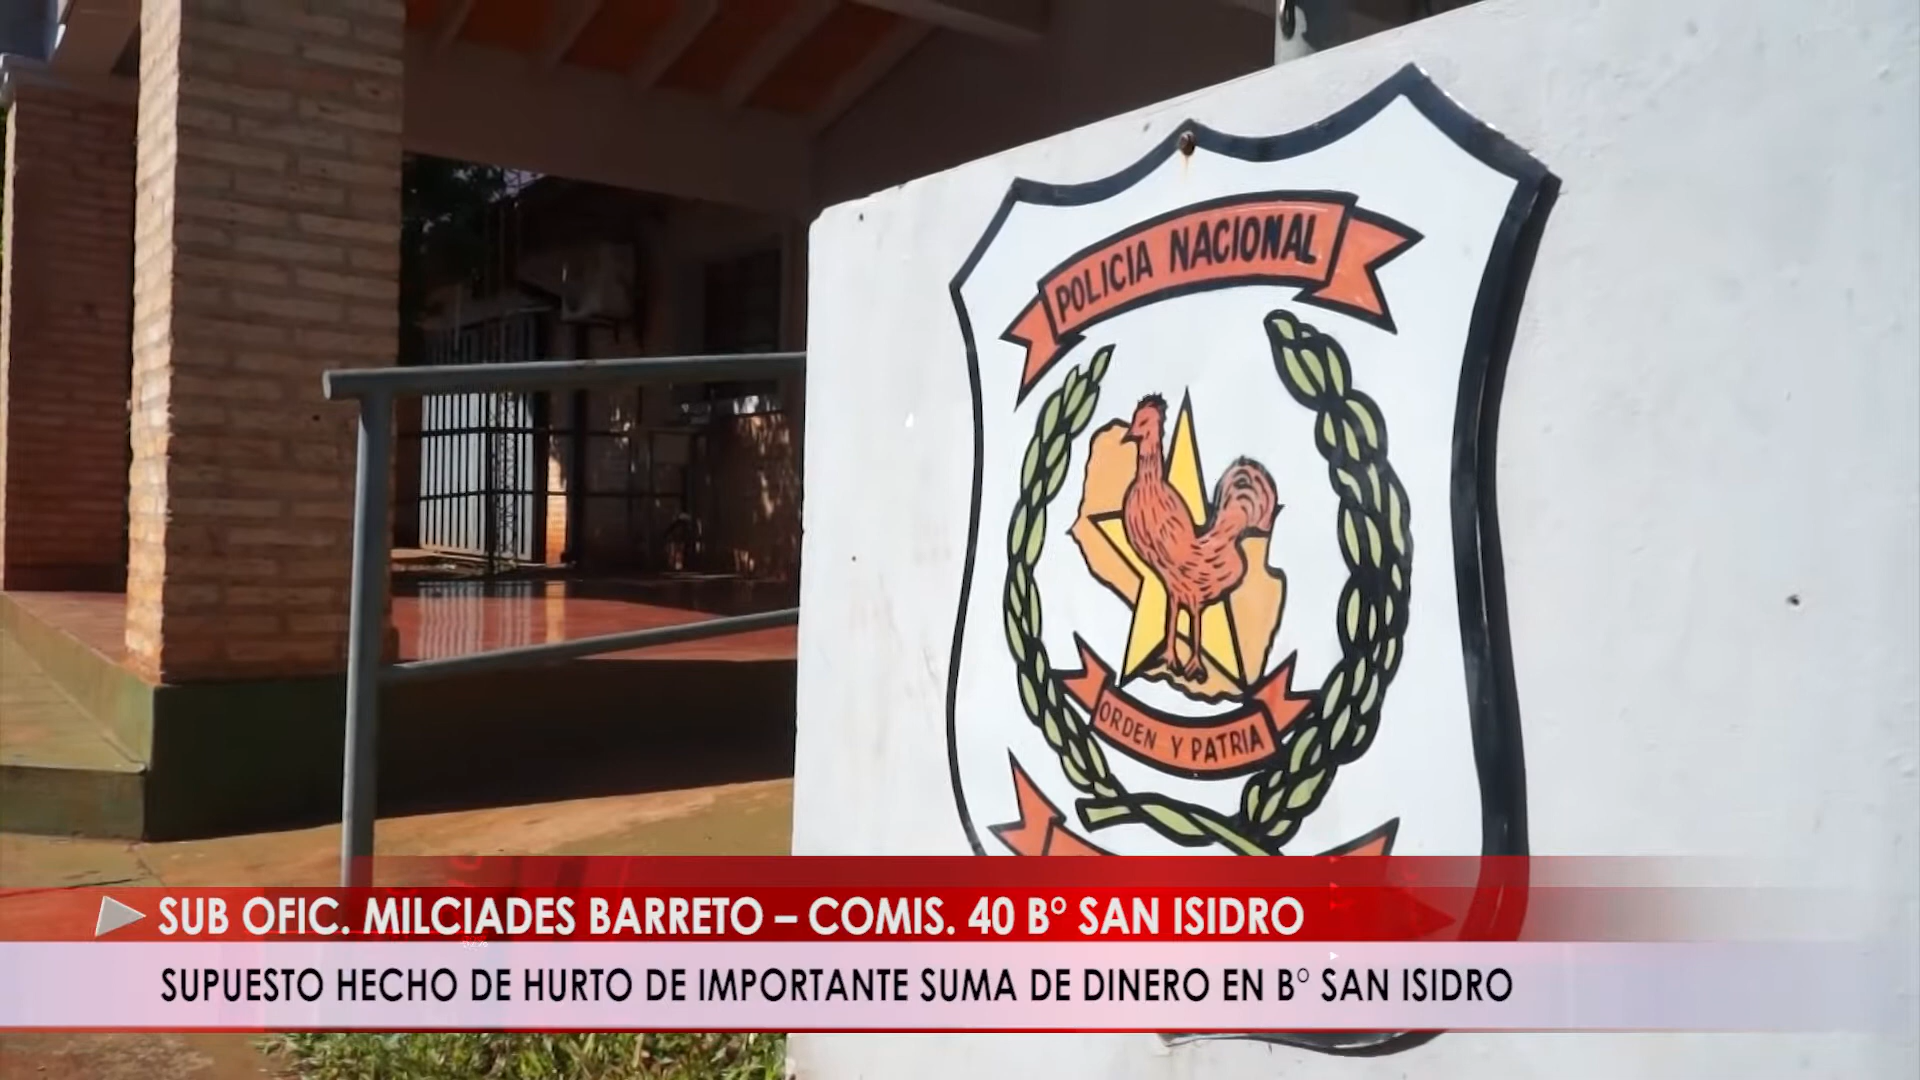 POLICIA NACIONAL
ORDEN Y PATRIA
SUB OFIC. MILCIADES BARRETO – COMIS. 40 B° SAN ISIDRO
SUPUESTO HECHO DE HURTO DE IMPORTANTE SUMA DE DINERO EN B° SAN ISIDRO